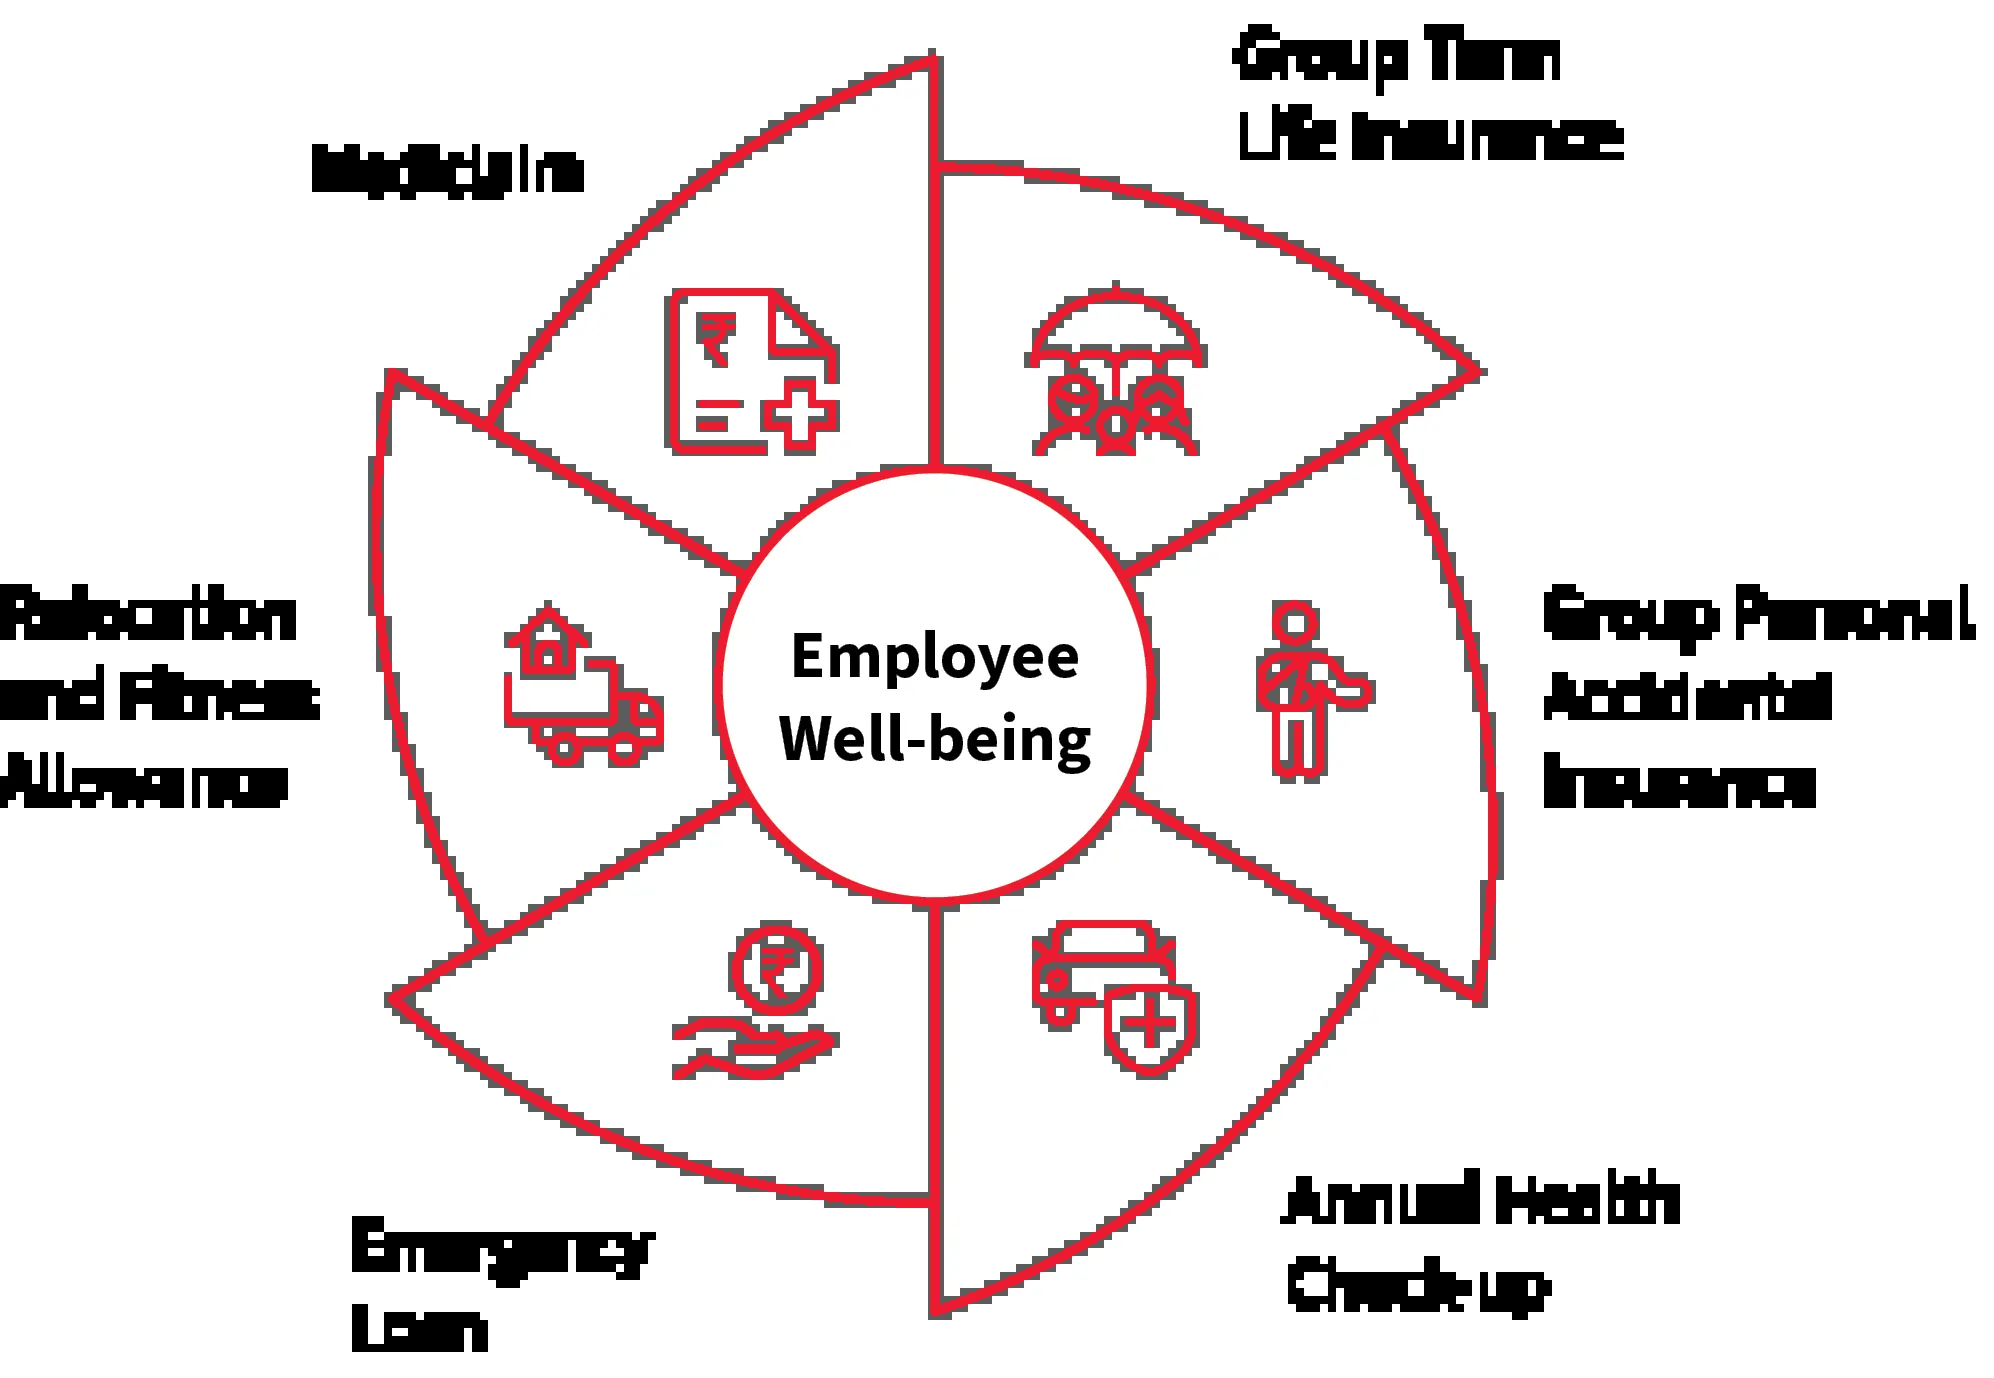 Group Term
Life Insurance
Mediclaim
Employee
Well-being
Group Personal
Accidental
Insurance
Relocation
and Fitness
Allowance
Annual Health
Check-up
Emergency
Loan